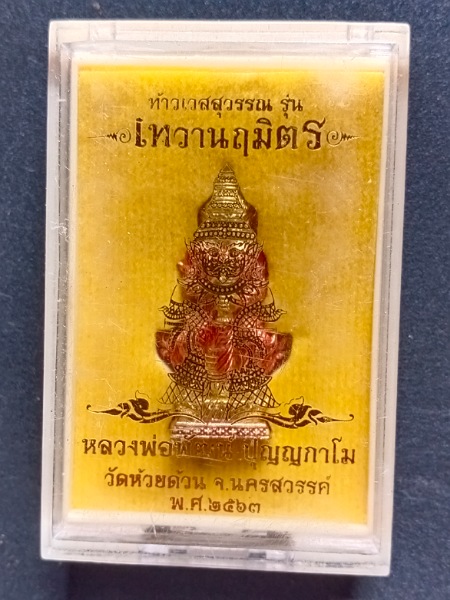 ท้าวเวสสุวรรณ รุ่น
เทวานฤมิตร
หลวงพ่อพัฒน์ ปุญญกาโม
วัดห้วยด้วน จ.นครสวรรค์
พ.ศ.๒๕๖๓